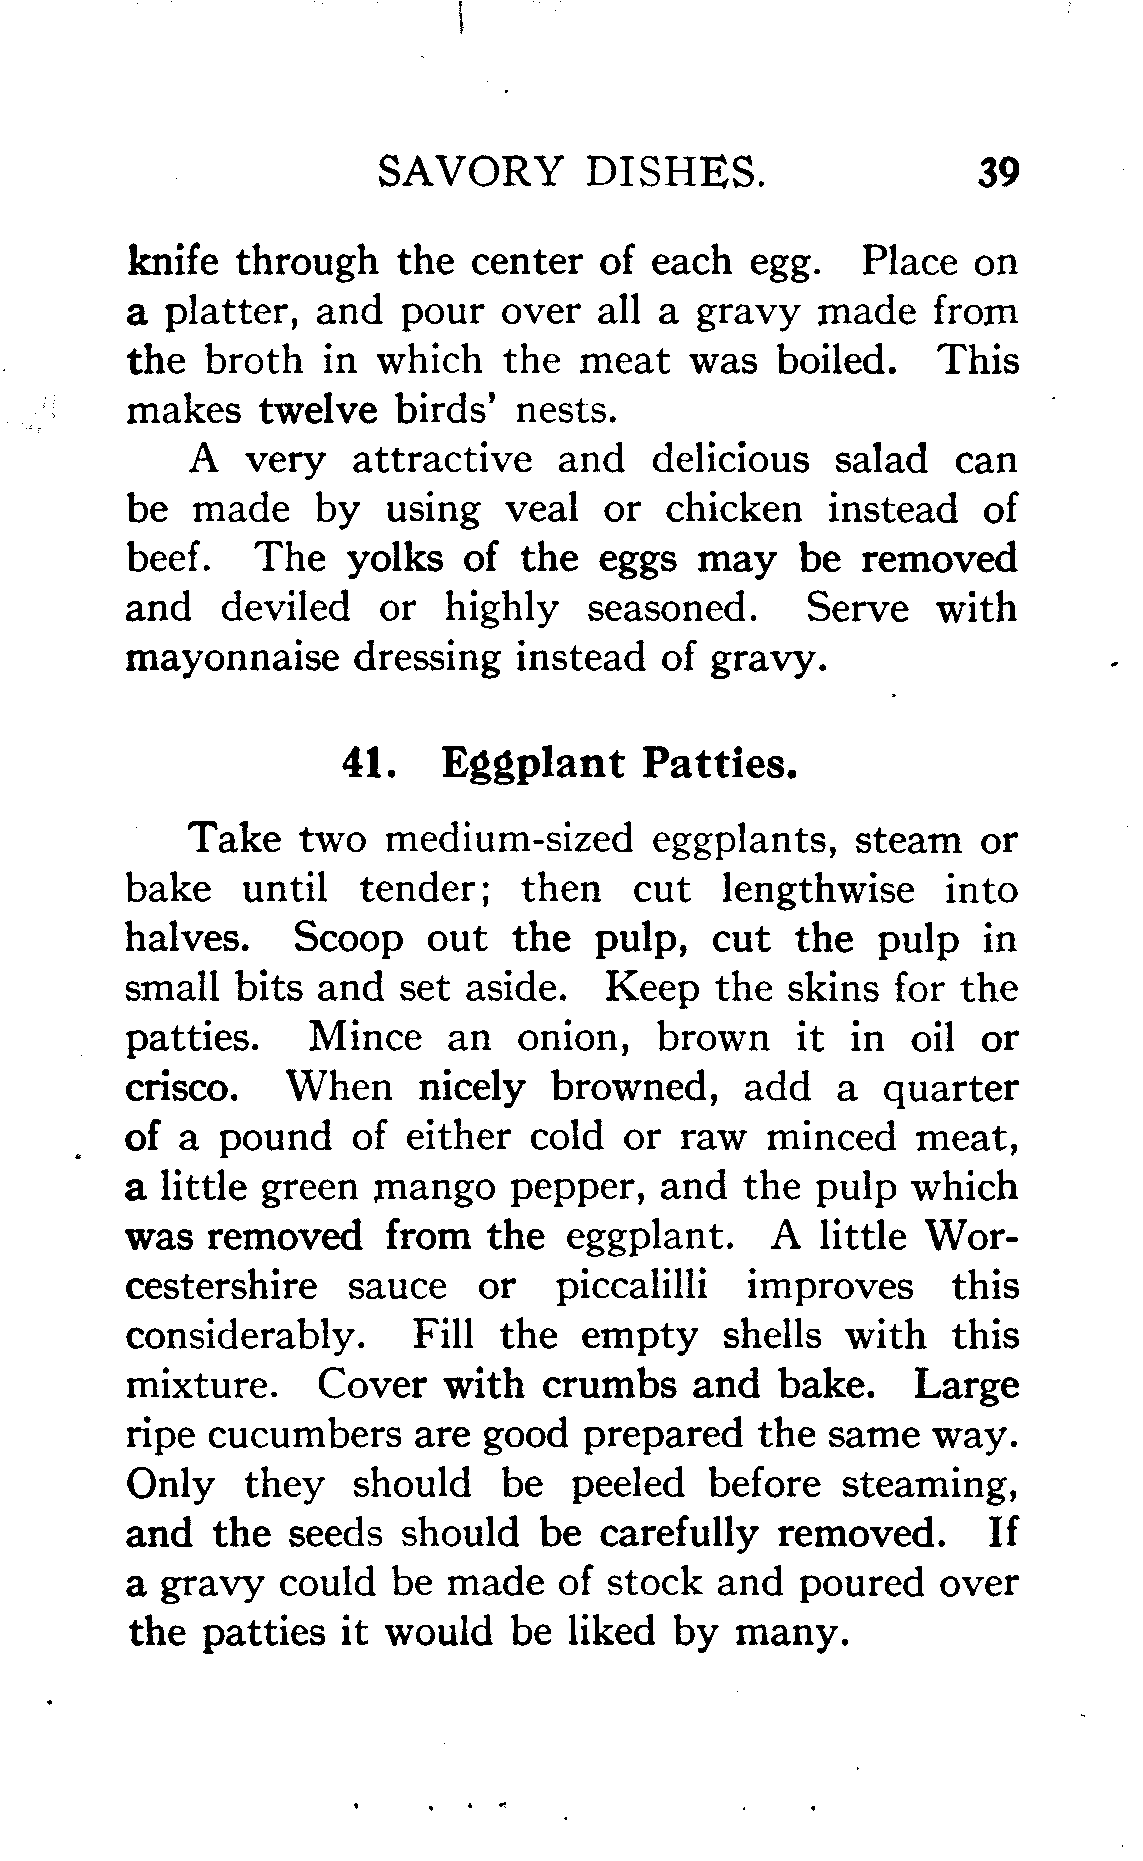 SAVORY DISHES. 39
knife through the center of each egg. Place on
a platter, and pour over all a gravy made from
the broth in which the meat was boiled. This
makes twelve birds' nests.
A very attractive and delicious salad can
be made by using veal or chicken instead of
beef. The yolks of the eggs may be removed
and deviled or highly seasoned. Serve with
mayonnaise dressing instead of gravy.
41. Eggplant Patties.
Take two medium-sized eggplants, steam or
bake until tender; then cut lengthwise into
halves. Scoop out the pulp, cut the pulp in
small bits and set aside. Keep the skins for the
patties. Mince an onion, brown it in oil or
crisco. When nicely browned, add a quarter
of a pound of either cold or raw minced meat,
a little green mango pepper, and the pulp which
was removed from the eggplant. A little Wor-
cestershire sauce or piccalilli improves this
considerably. Fill the empty shells with this
mixture. Cover with crumbs and bake. Large
ripe cucumbers are good prepared the same way.
Only they should be peeled before steaming,
and the seeds should be carefully removed. If
a gravy could be made of stock and poured over
the patties it would be liked by many.